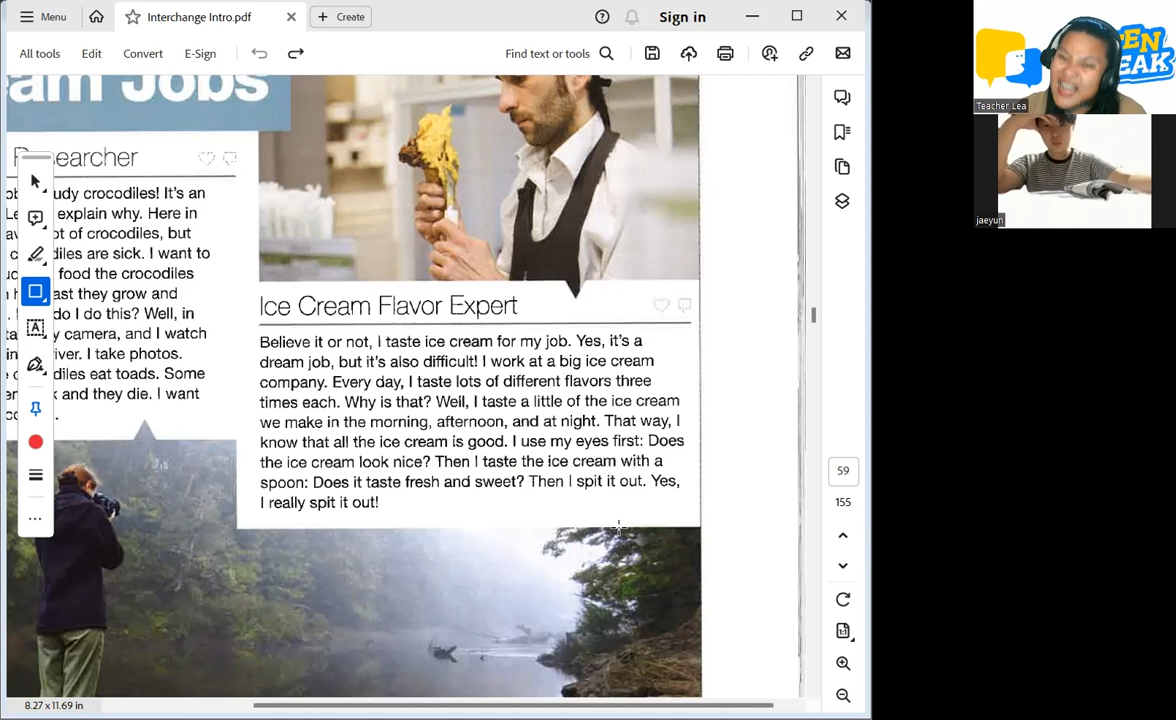 Menu
Interchange Intro.pdf
Create
Sign in
All tools
Edit
Convert
E-Sign
Find text or tools
am Jobs
Researcher
udy crocodiles! It's an
explain why. Here in
ot of crocodiles, but
diles are sick. I want to
food the crocodiles
ast they grow and
do I do this? Well, in
y camera, and I watch
iver. I take photos.
diles eat toads. Some
and they die. I want
Ice Cream Flavor Expert
Believe it or not, I taste ice cream for my job. Yes, it's a
dream job, but it's also difficult! I work at a big ice cream
company. Every day, I taste lots of different flavors three
times each. Why is that? Well, I taste a little of the ice cream
we make in the morning, afternoon, and at night. That way, I
know that all the ice cream is good. I use my eyes first: Does
the ice cream look nice? Then I taste the ice cream with a
spoon: Does it taste fresh and sweet? Then I spit it out. Yes,
I really spit it out!
59
155
8.27 x 11.69 in
Teacher Lea
EN
EAK
jaeyun